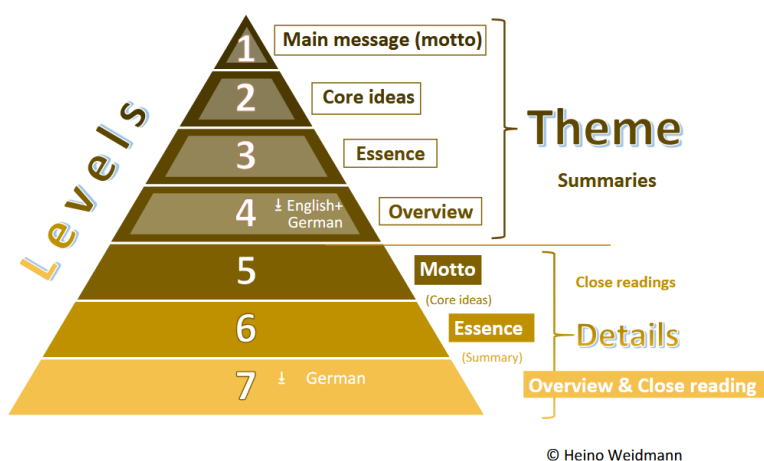 Levels
1
Main message (motto)
2
Core ideas
3
Essence
Theme
Summaries
4
⤓ English+
German
Overview
5
Motto
(Core ideas)
Close readings
6
Essence
(Summary)
Details
7
⤓ German
Overview & Close reading
© Heino Weidmann